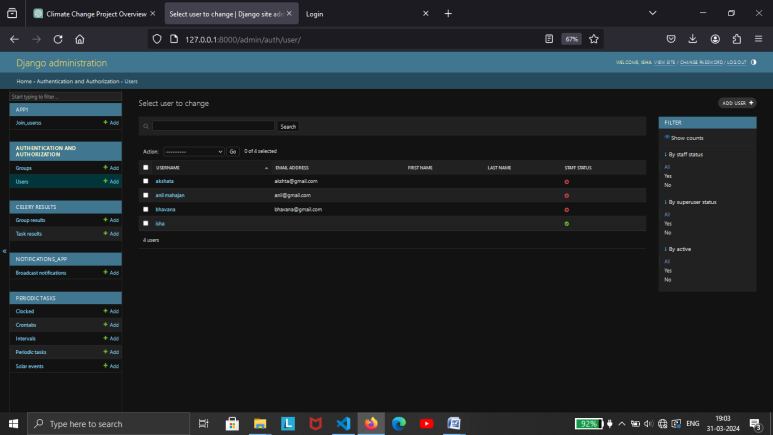 Climate Change Project Overview
Select user to change | Django site adm
Login
127.0.0.1:8000/admin/auth/user/
67%
Django administration
WELCOME, ISHA. VIEW SITE / CHANGE PASSWORD / LOG OUT
Home › Authentication and Authorization › Users
Start typing to filter...
APP1
Join_userss + Add
AUTHENTICATION AND
AUTHORIZATION
Groups + Add
Users + Add
CELERY RESULTS
Group results + Add
Task results + Add
NOTIFICATIONS_APP
Broadcast notifications + Add
PERIODIC TASKS
Clocked + Add
Crontabs + Add
Intervals + Add
Periodic tasks + Add
Solar events + Add
«
Select user to change
ADD USER +
Search
Action: ---------- Go 0 of 4 selected
USERNAME EMAIL ADDRESS FIRST NAME LAST NAME STAFF STATUS
akshata akshta@gmail.com
anil mahajan anil@gmail.com
bhavana bhavana@gmail.com
isha
4 users
FILTER
Show counts
↓ By staff status
All
Yes
No
↓ By superuser status
All
Yes
No
↓ By active
All
Yes
No
Type here to search
92%
ENG
19:03
31-03-2024
3